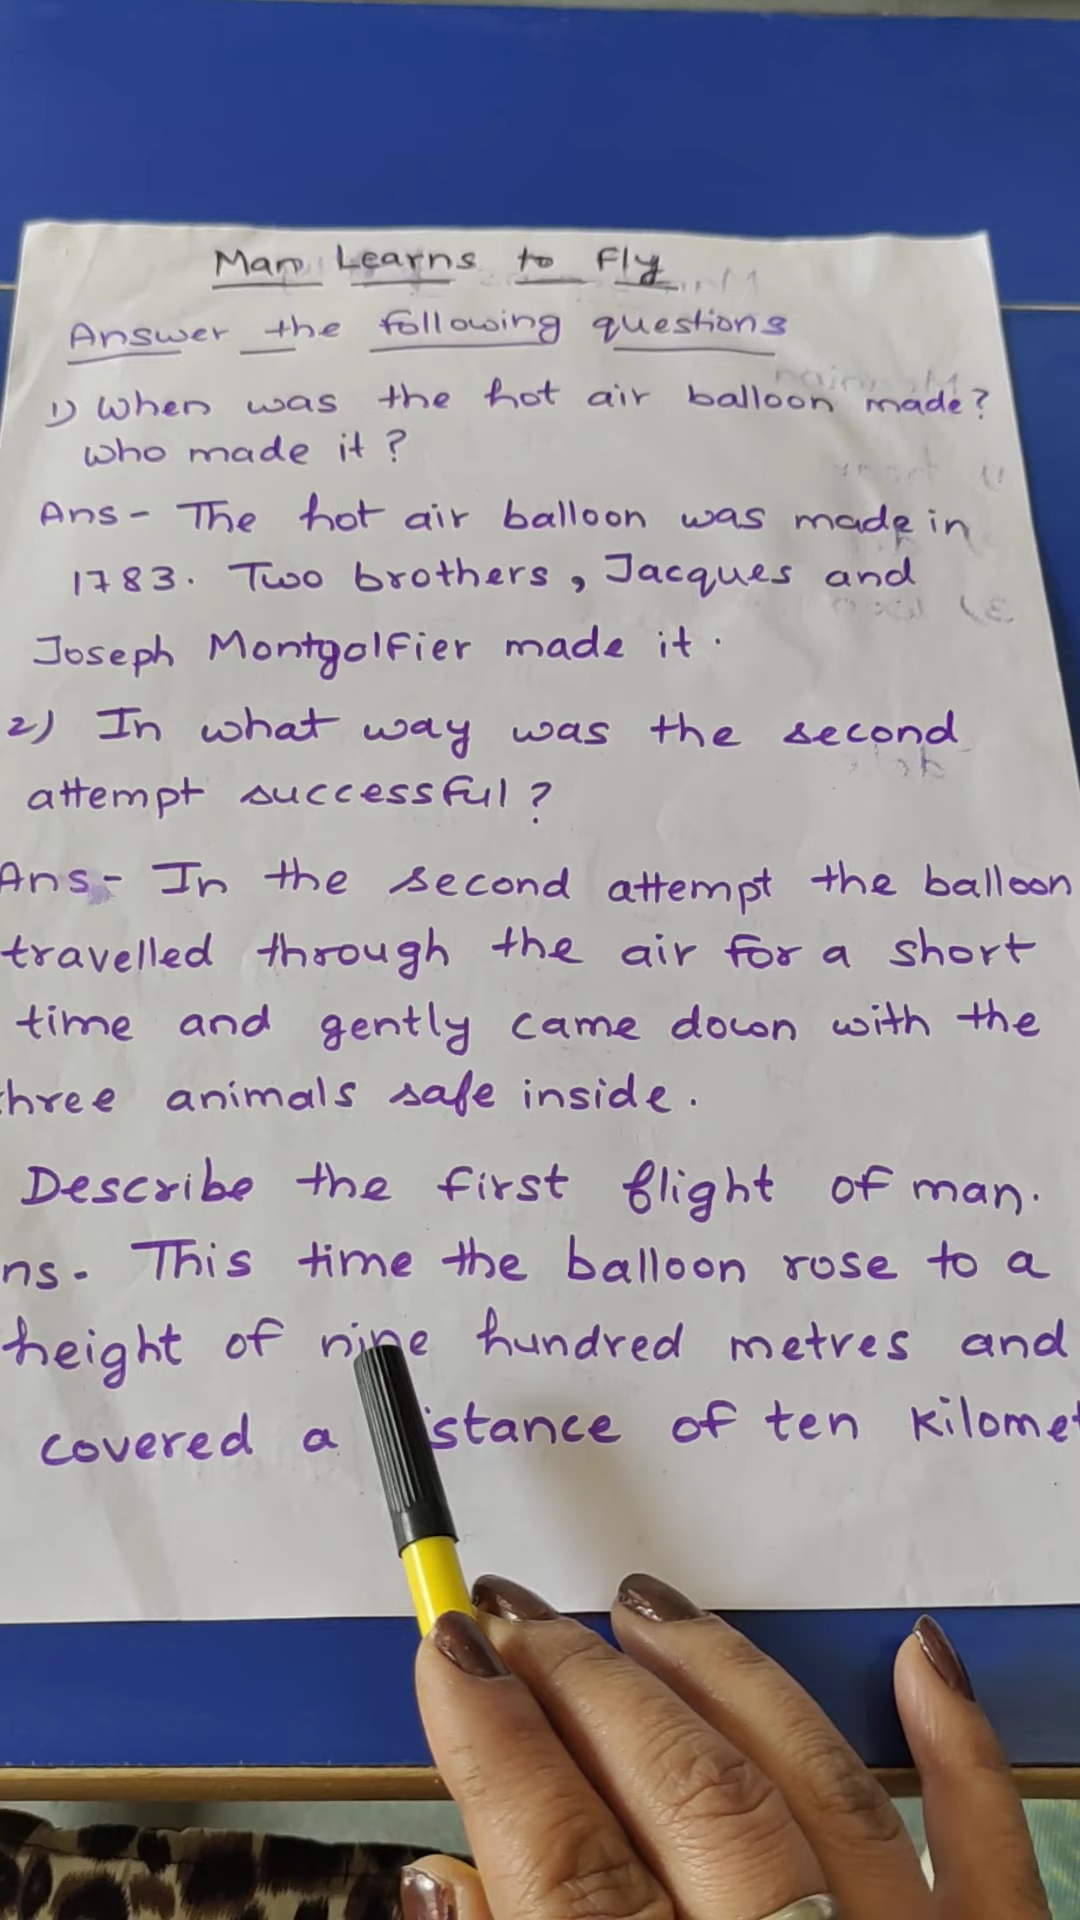 Man Learns to Fly
Answer the following questions
1) When was the hot air balloon made?
who made it?
Ans- The hot air balloon was made in
1783. Two brothers, Jacques and
Joseph Montgolfier made it.
2) In what way was the second
attempt successful?
Ans- In the second attempt the balloon
travelled through the air for a short
time and gently came down with the
hree animals safe inside.
Describe the first flight of man.
ns. This time the balloon rose to a
height of nine hundred metres and
covered a istance of ten kilomet